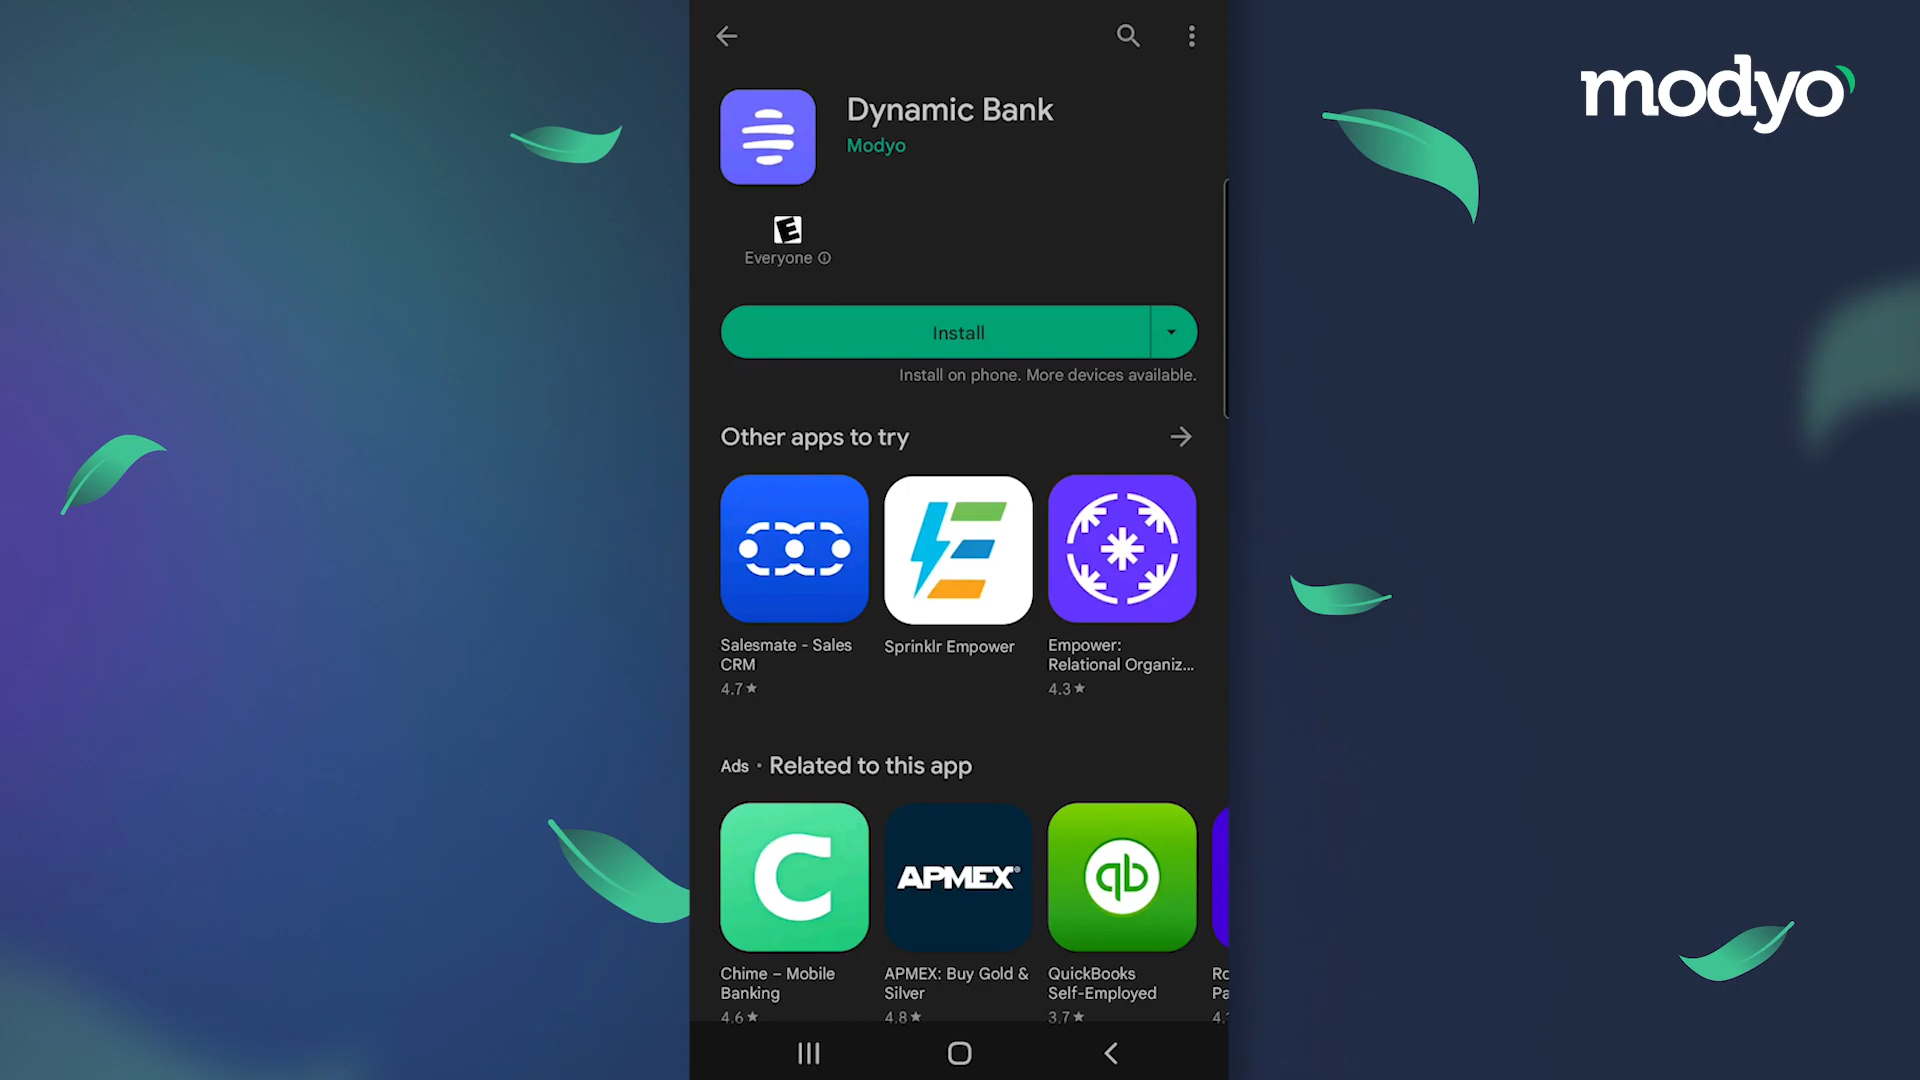 modyo
Dynamic Bank
Modyo
E
Everyone
Install
Install on phone. More devices available.
Other apps to try
Salesmate - Sales
CRM
4.7★
Sprinklr Empower
Empower:
Relational Organiz...
4.3★
Ads • Related to this app
C
APMEX®
qb
Chime – Mobile
Banking
4.6★
APMEX: Buy Gold &
Silver
4.8★
QuickBooks
Self-Employed
3.7★